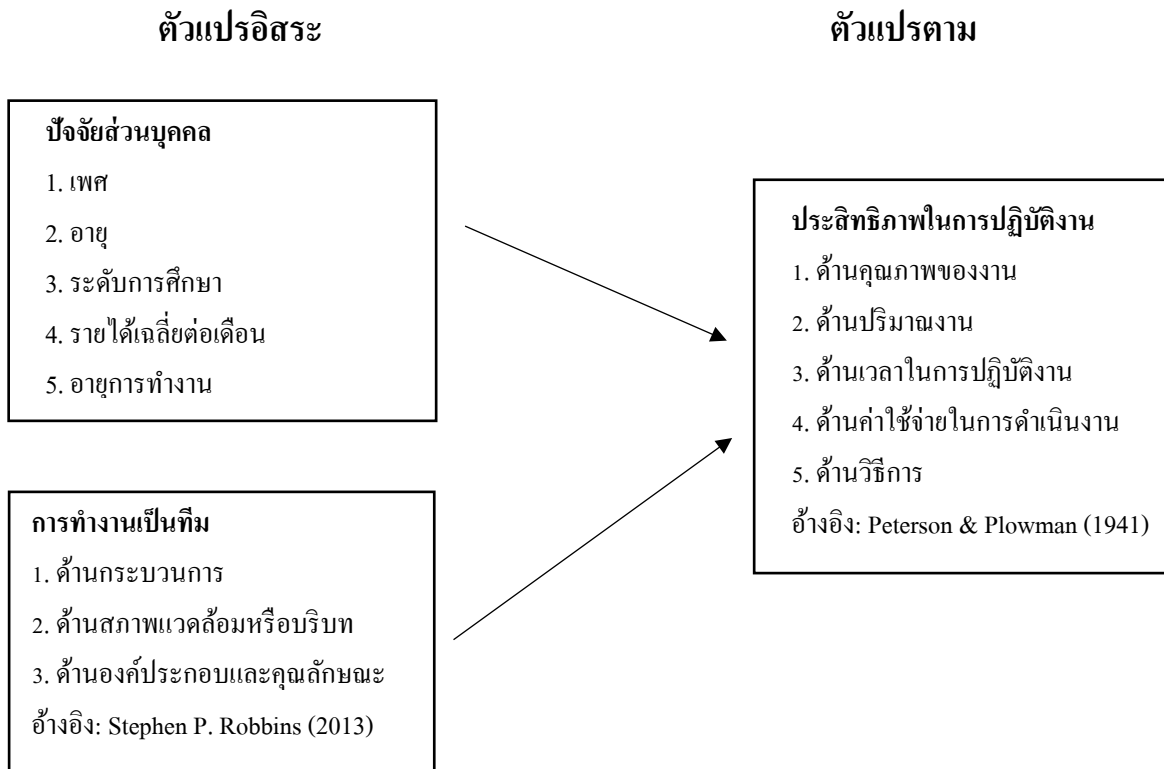 ตัวแปรอิสระ
ตัวแปรตาม
ปัจจัยส่วนบุคคล
1. เพศ
2. อายุ
3. ระดับการศึกษา
4. รายได้เฉลี่ยต่อเดือน
5. อายุการทำงาน
การทำงานเป็นทีม
1. ด้านกระบวนการ
2. ด้านสภาพแวดล้อมหรือบริบท
3. ด้านองค์ประกอบและคุณลักษณะ
อ้างอิง: Stephen P. Robbins (2013)
ประสิทธิภาพในการปฏิบัติงาน
1. ด้านคุณภาพของงาน
2. ด้านปริมาณงาน
3. ด้านเวลาในการปฏิบัติงาน
4. ด้านค่าใช้จ่ายในการดำเนินงาน
5. ด้านวิธีการ
อ้างอิง: Peterson & Plowman (1941)